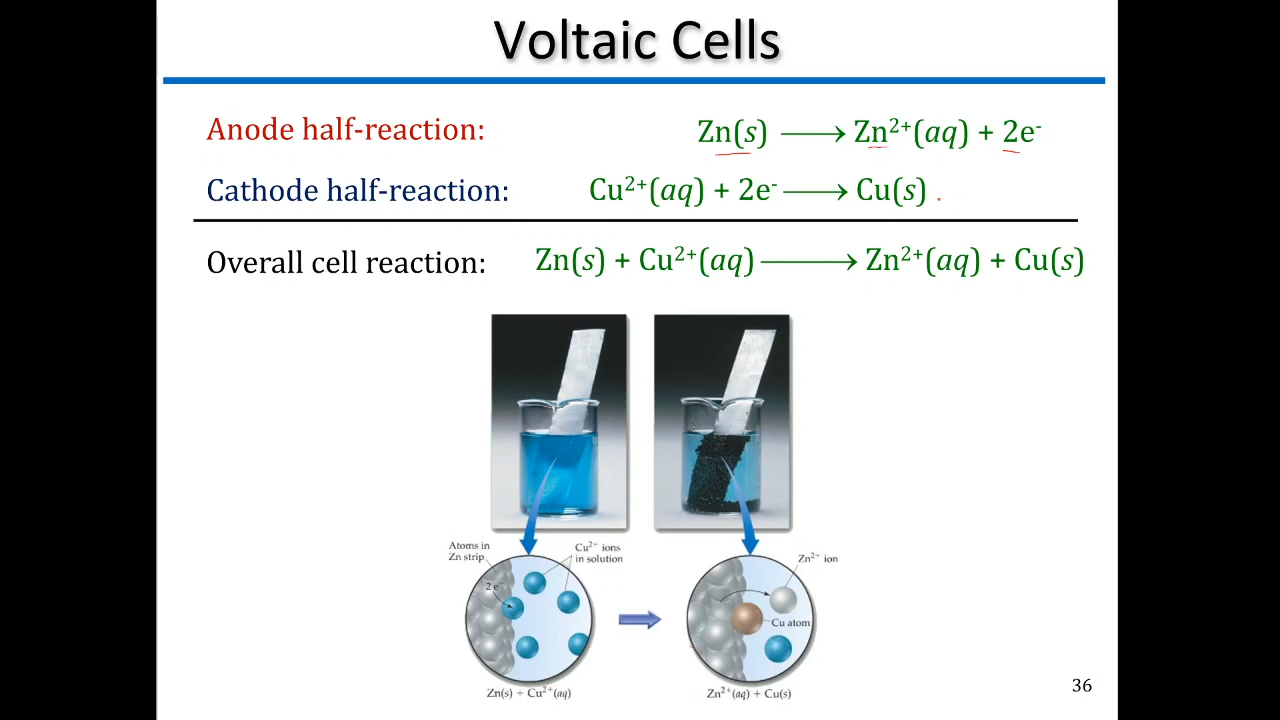 Voltaic Cells
Anode half-reaction: Zn(s) ⟶ Zn²⁺(aq) + 2e⁻
Cathode half-reaction: Cu²⁺(aq) + 2e⁻ ⟶ Cu(s)
Overall cell reaction: Zn(s) + Cu²⁺(aq) ⟶ Zn²⁺(aq) + Cu(s)
Atoms in
Zn strip
Cu²⁺ ions
in solution
2 e⁻
Zn(s) + Cu²⁺(aq)
Zn²⁺ ion
Cu atom
Zn²⁺(aq) + Cu(s)
36